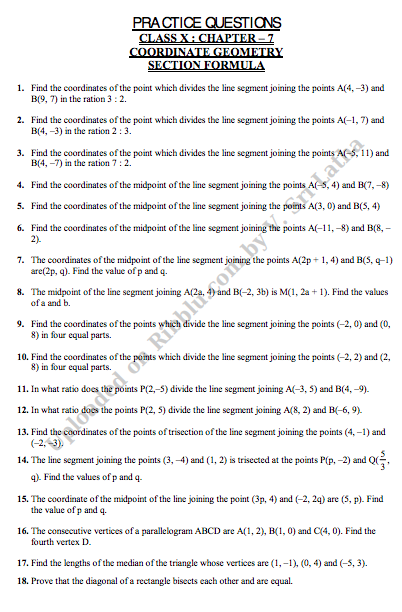 PRACTICE QUESTIONS
CLASS X : CHAPTER – 7
COORDINATE GEOMETRY
SECTION FORMULA
1. Find the coordinates of the point which divides the line segment joining the points A(4, –3) and
B(9, 7) in the ration 3 : 2.
2. Find the coordinates of the point which divides the line segment joining the points A(–1, 7) and
B(4, –3) in the ration 2 : 3.
3. Find the coordinates of the point which divides the line segment joining the points A(–5, 11) and
B(4, –7) in the ration 7 : 2.
4. Find the coordinates of the midpoint of the line segment joining the points A(–5, 4) and B(7, –8)
5. Find the coordinates of the midpoint of the line segment joining the points A(3, 0) and B(5, 4)
6. Find the coordinates of the midpoint of the line segment joining the points A(–11, –8) and B(8, –
2).
7. The coordinates of the midpoint of the line segment joining the points A(2p + 1, 4) and B(5, q–1)
are(2p, q). Find the value of p and q.
8. The midpoint of the line segment joining A(2a, 4) and B(–2, 3b) is M(1, 2a + 1). Find the values
of a and b.
9. Find the coordinates of the points which divide the line segment joining the points (–2, 0) and (0,
8) in four equal parts.
10. Find the coordinates of the points which divide the line segment joining the points (–2, 2) and (2,
8) in four equal parts.
11. In what ratio does the points P(2,–5) divide the line segment joining A(–3, 5) and B(4, –9).
12. In what ratio does the points P(2, 5) divide the line segment joining A(8, 2) and B(–6, 9).
13. Find the coordinates of the points of trisection of the line segment joining the points (4, –1) and
(–2, –3).
14. The line segment joining the points (3, –4) and (1, 2) is trisected at the points P(p, –2) and Q(5/3,
q). Find the values of p and q.
15. The coordinate of the midpoint of the line joining the point (3p, 4) and (–2, 2q) are (5, p). Find
the value of p and q.
16. The consecutive vertices of a parallelogram ABCD are A(1, 2), B(1, 0) and C(4, 0). Find the
fourth vertex D.
17. Find the lengths of the median of the triangle whose vertices are (1, –1), (0, 4) and (–5, 3).
18. Prove that the diagonal of a rectangle bisects each other and are equal.
Uploaded on Ribblu.com by V. Sri Latha